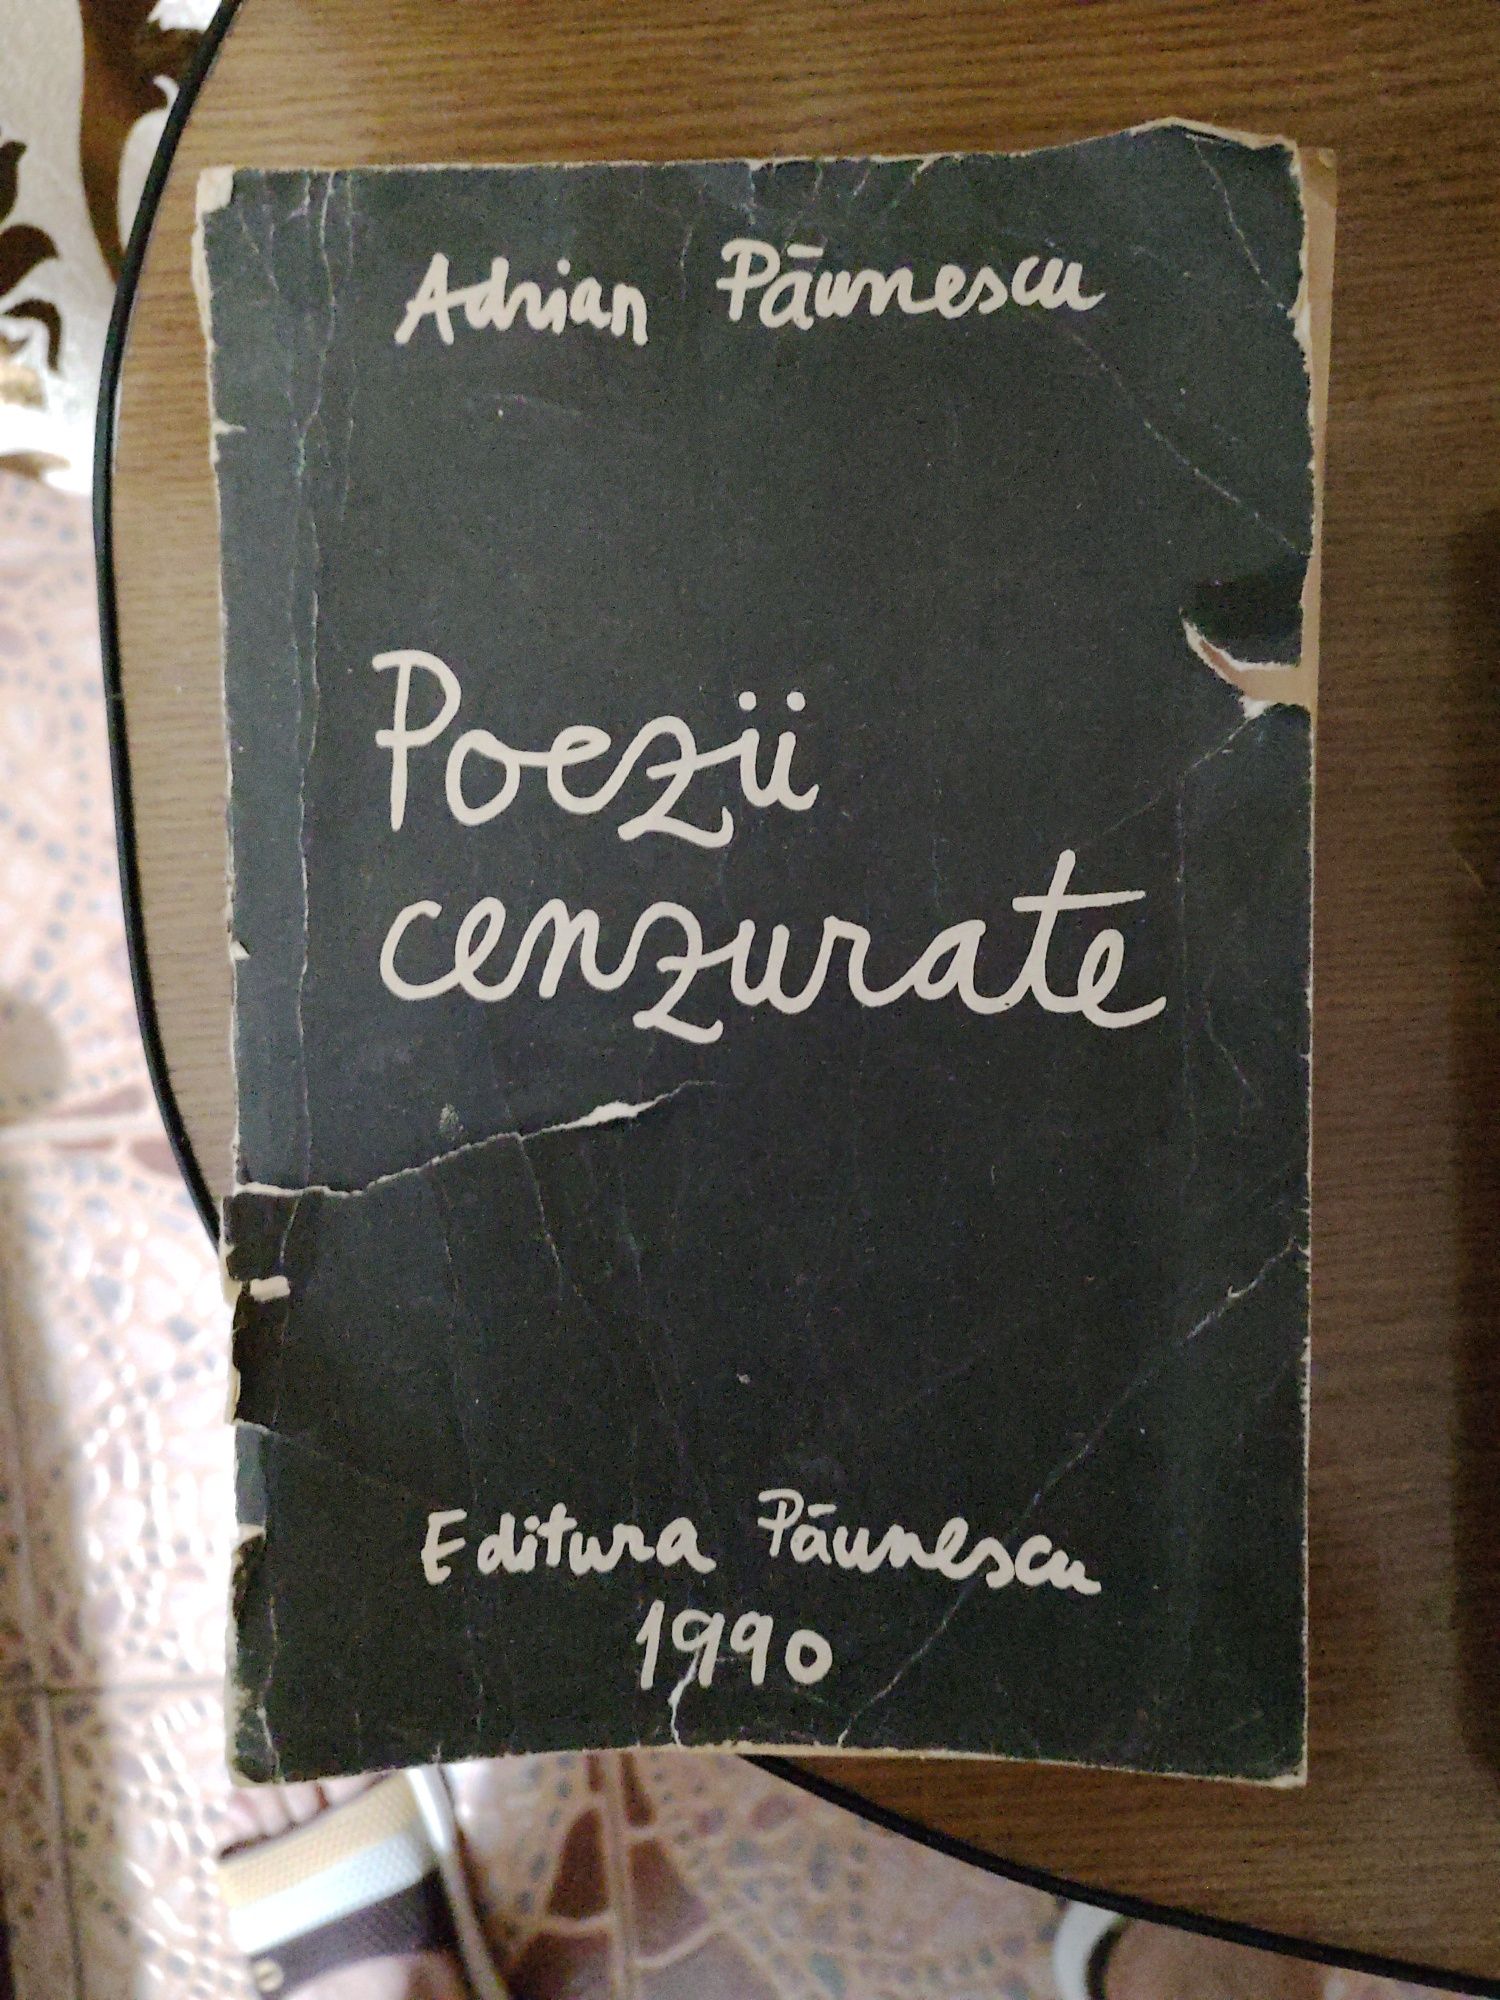 Adrian Păunescu
Poezii
cenzurate
Editura Păunescu
1990